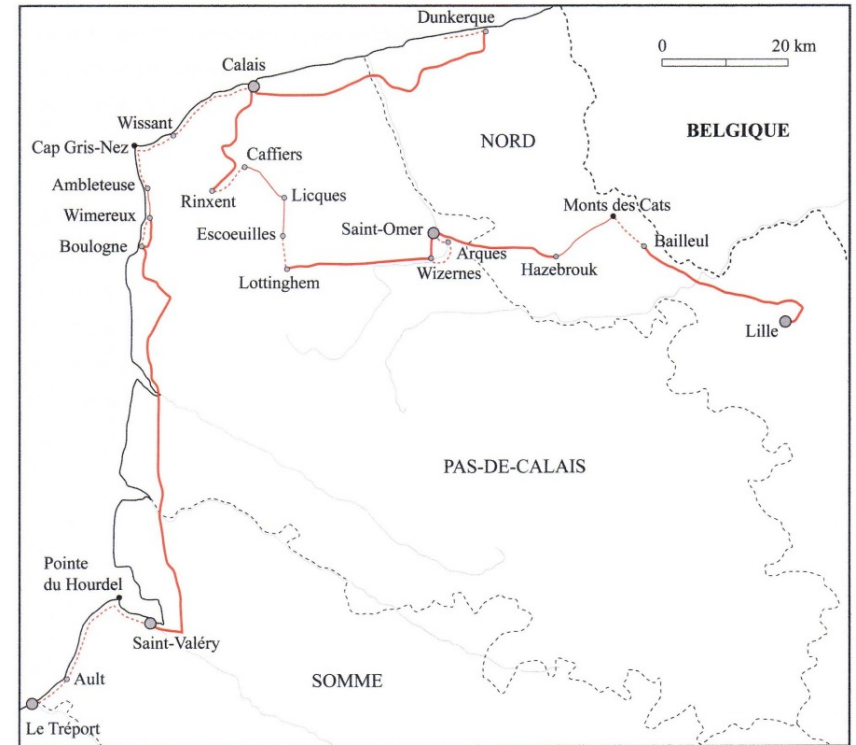 Dunkerque
0 20 km
Calais
Wissant
NORD
BELGIQUE
Cap Gris-Nez
Caffiers
Ambleteuse
Rinxent
Licques
Monts des Cats
Wimereux
Saint-Omer
Escoeuilles
Bailleul
Boulogne
Arques
Lottinghem
Wizernes
Hazebrouk
Lille
PAS-DE-CALAIS
Pointe
du Hourdel
Saint-Valéry
Ault
SOMME
Le Tréport